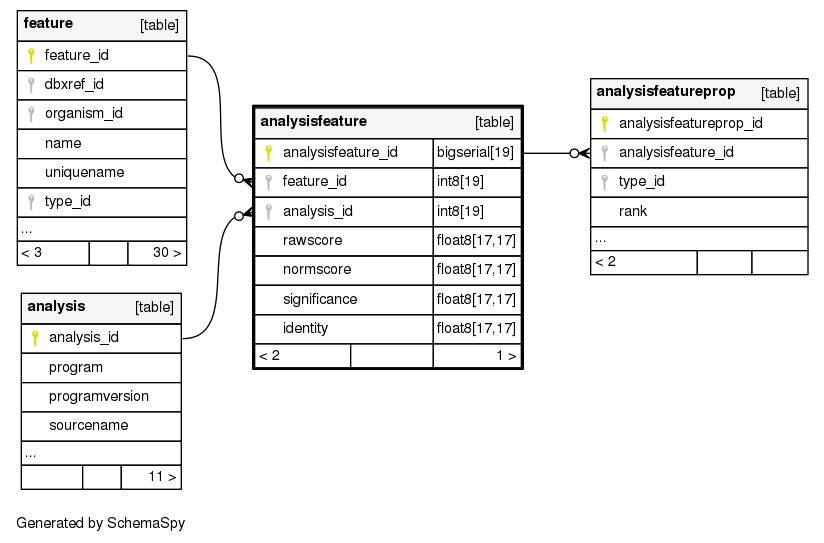 feature [table]
feature_id
dbxref_id
organism_id
name
uniquename
type_id
...
< 3 30 >
analysis [table]
analysis_id
program
programversion
sourcename
...
11 >
analysisfeature [table]
analysisfeature_id bigserial[19]
feature_id int8[19]
analysis_id int8[19]
rawscore float8[17,17]
normscore float8[17,17]
significance float8[17,17]
identity float8[17,17]
< 2 1 >
analysisfeatureprop [table]
analysisfeatureprop_id
analysisfeature_id
type_id
rank
...
< 2
Generated by SchemaSpy